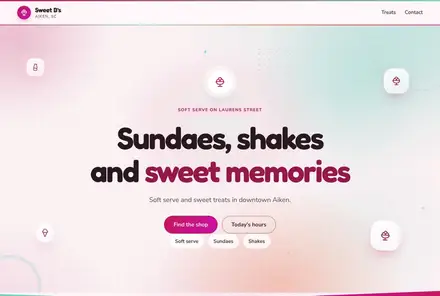 Sweet D's
AIKEN, SC
Treats
Contact
SOFT SERVE ON LAURENS STREET
Sundaes, shakes
and sweet memories
Soft serve and sweet treats in downtown Aiken.
Find the shop
Today's hours
Soft serve
Sundaes
Shakes